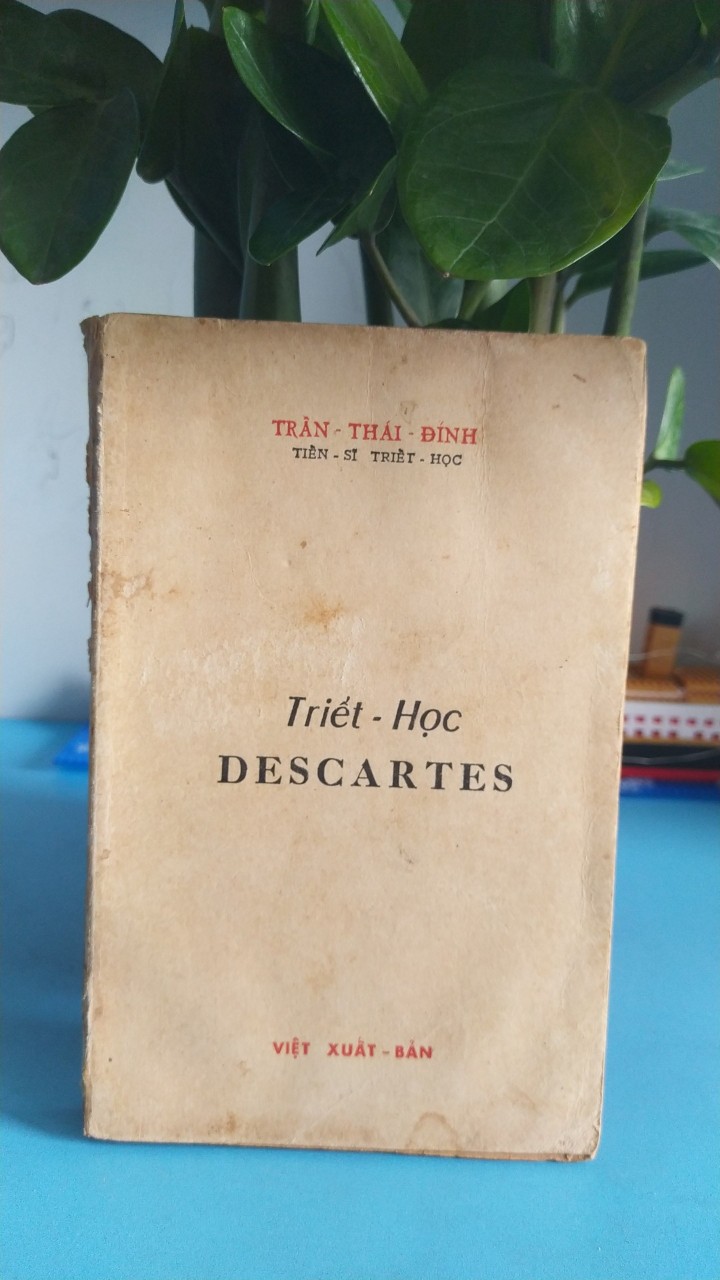 TRẦN - THÁI - ĐỈNH
TIẾN - SĨ TRIẾT - HỌC
Triết - Học
DESCARTES
VIỆT XUẤT - BẢN